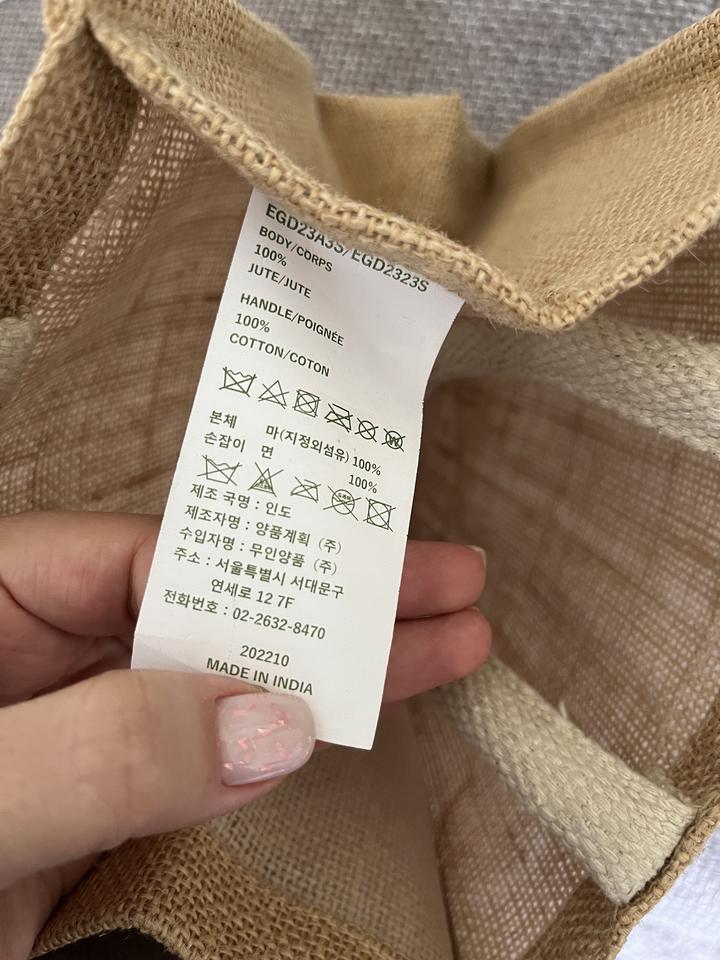 EGD23A3S/EGD2323S
BODY/CORPS
100%
JUTE/JUTE
HANDLE/POIGNÉE
100%
COTTON/COTON
본체 마(지정외섬유) 100%
손잡이 면 100%
제조 국명 : 인도
제조자명 : 양품계획 (주)
수입자명 : 무인양품 (주)
주소 : 서울특별시 서대문구
연세로 12 7F
전화번호 : 02-2632-8470
202210
MADE IN INDIA